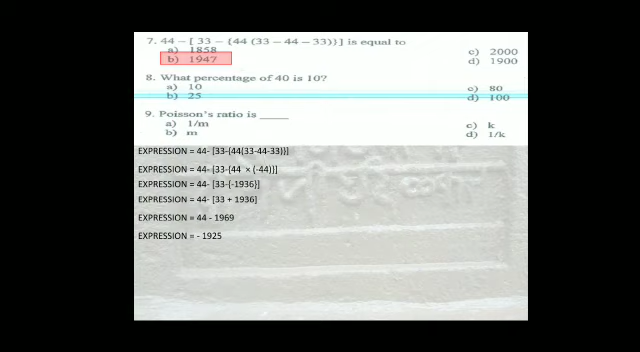 7. 44 – [ 33 – {44 (33 – 44 – 33)}] is equal to
a) 1858 c) 2000
b) 1947 d) 1900
8. What percentage of 40 is 10?
a) 10 c) 80
b) 25 d) 100
9. Poisson's ratio is _____
a) 1/m c) k
b) m d) 1/k
EXPRESSION = 44- [33-{44(33-44-33)}]
EXPRESSION = 44- [33-{44 × (-44)}]
EXPRESSION = 44- [33-{-1936}]
EXPRESSION = 44- [33 + 1936]
EXPRESSION = 44 - 1969
EXPRESSION = - 1925